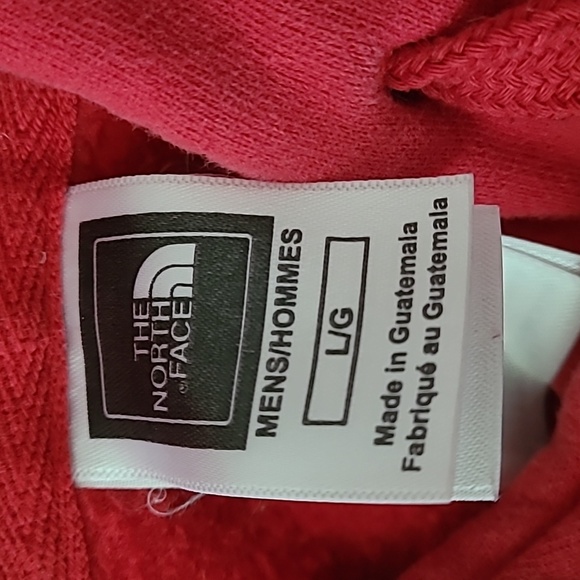 THE
NORTH
FACE
MENS/HOMMES
L/G
Made in Guatemala
Fabriqué au Guatemala